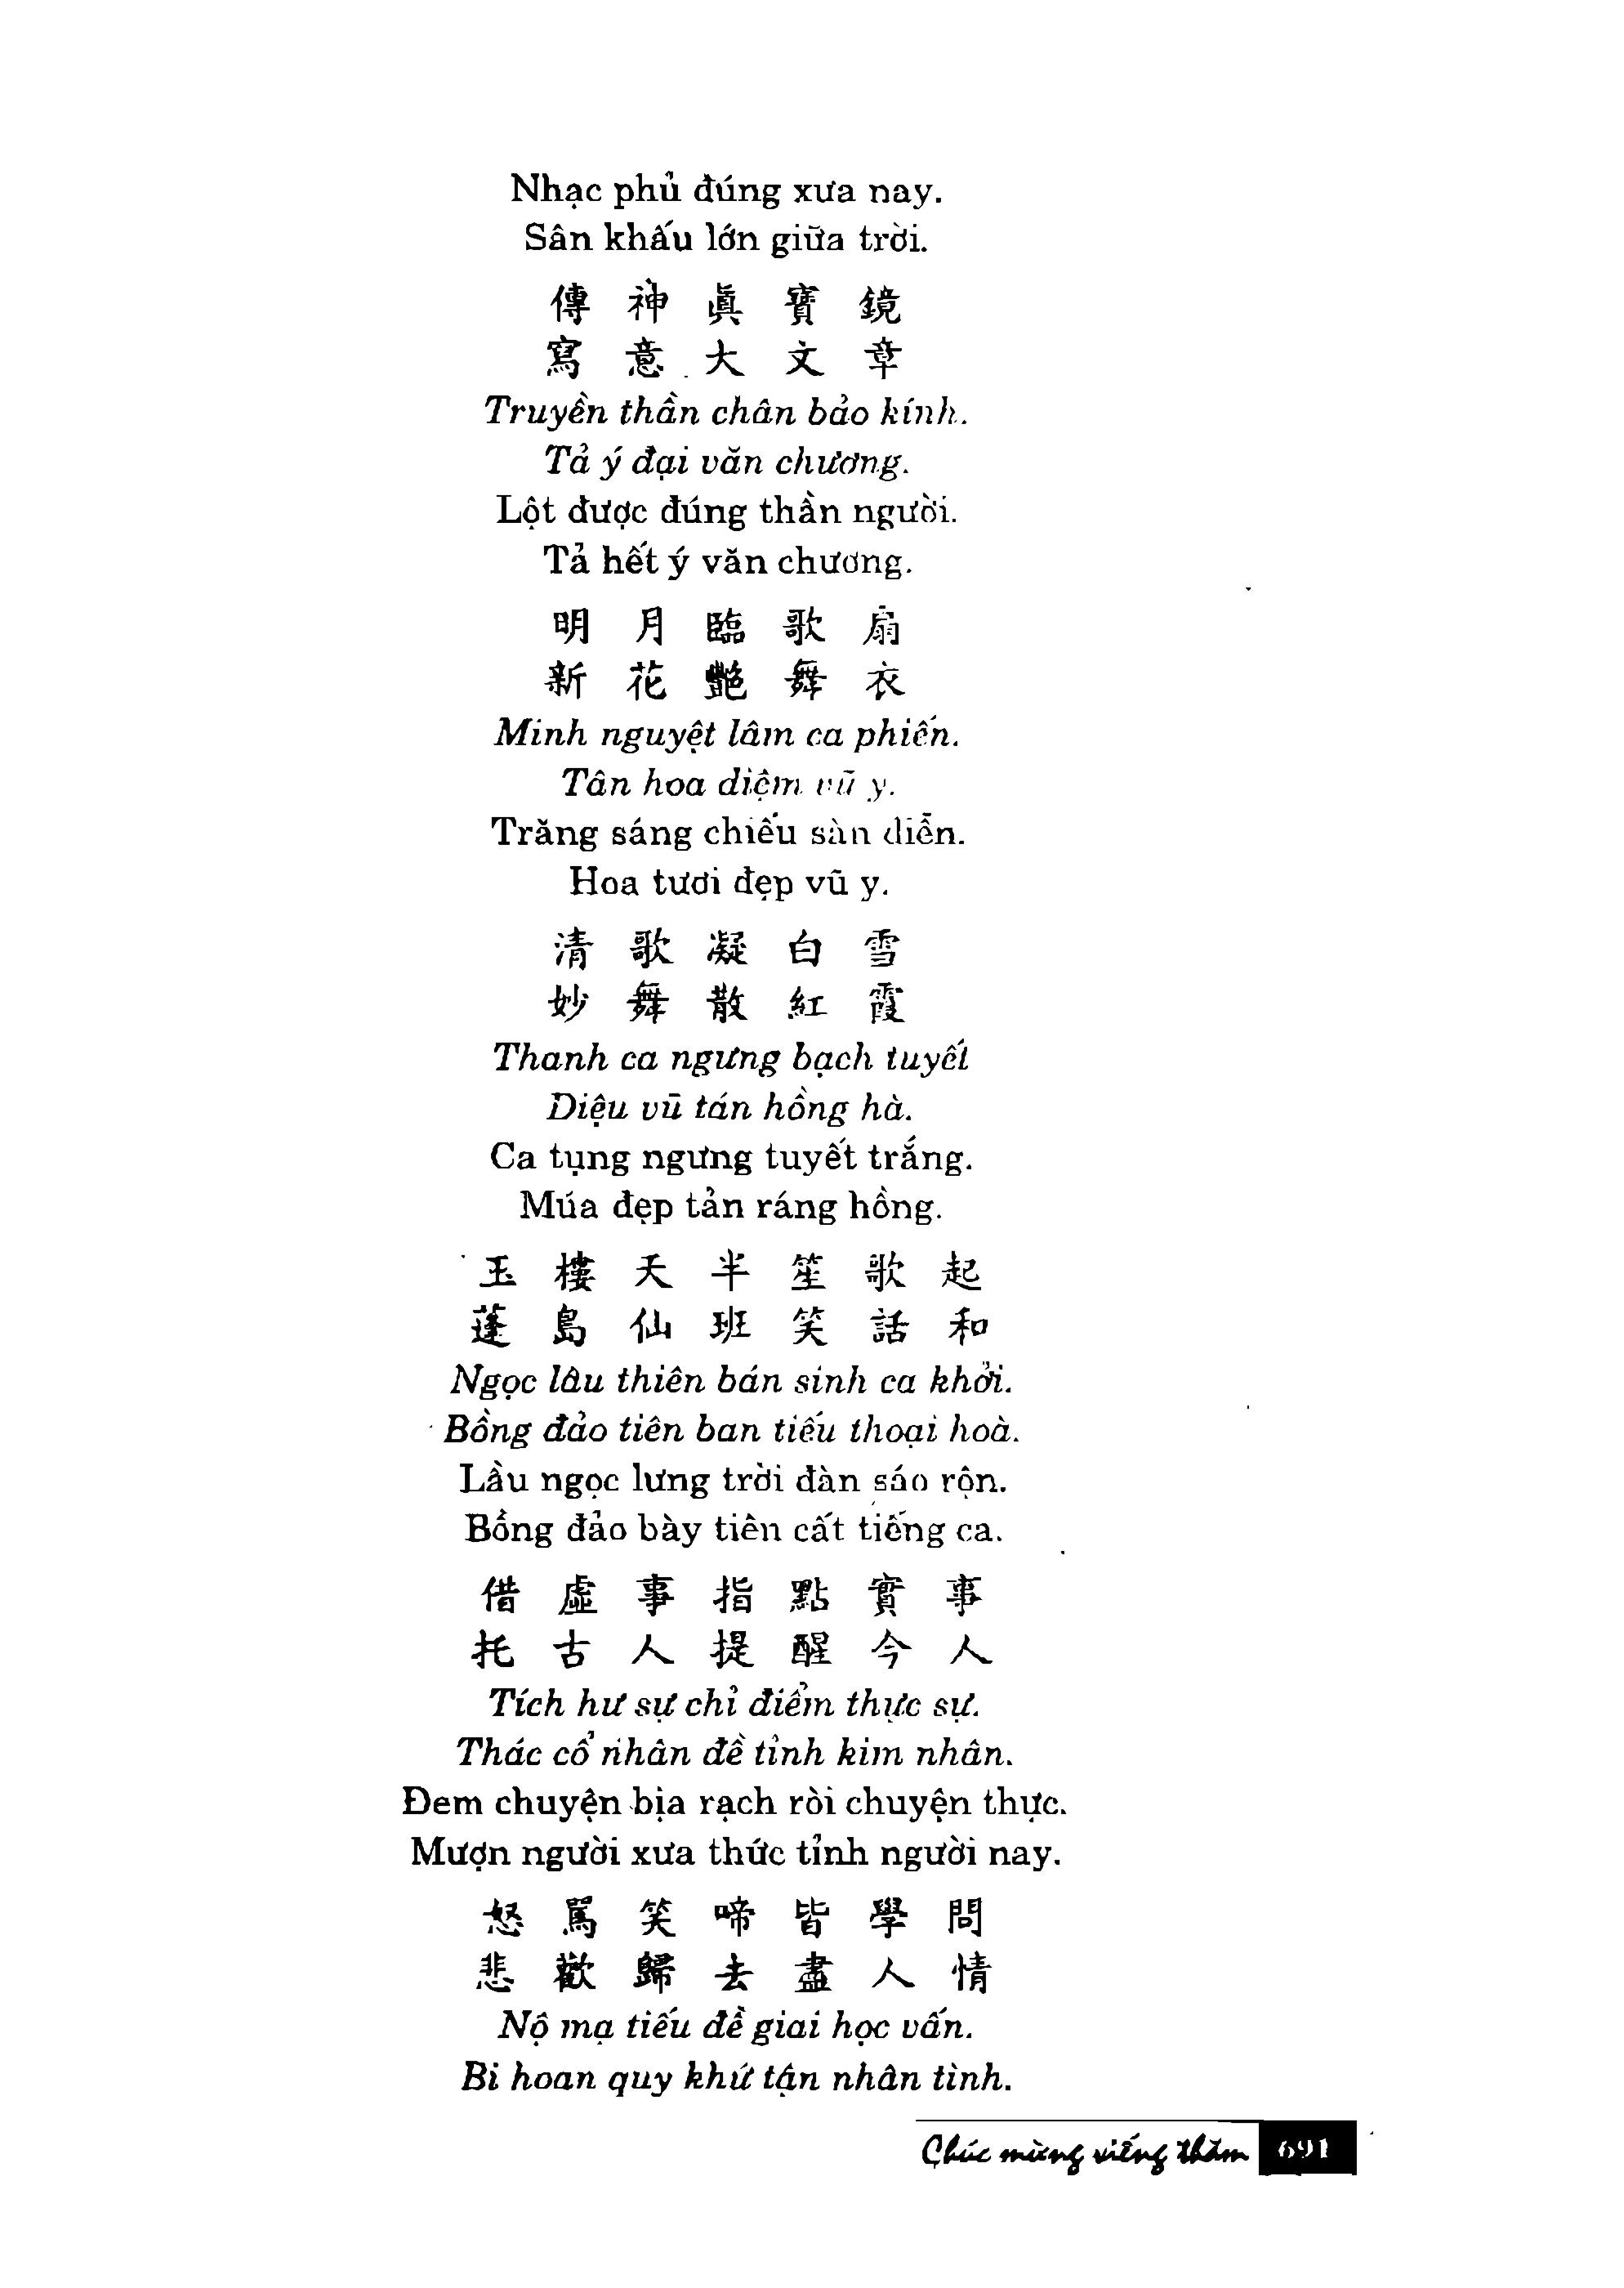 Nhạc phủ đúng xưa nay.
Sân khấu lớn giữa trời.
傳 神 眞 寶 鏡
寫 意 大 文 章
Truyền thần chân bảo kính.
Tả ý đại văn chương.
Lột được đúng thần người.
Tả hết ý văn chương.
明 月 臨 歌 扇
新 花 艷 舞 衣
Minh nguyệt lâm ca phiến.
Tân hoa diệm vũ y.
Trăng sáng chiếu sàn diễn.
Hoa tươi đẹp vũ y.
清 歌 凝 白 雪
妙 舞 散 紅 霞
Thanh ca ngưng bạch tuyết
Diệu vũ tán hồng hà.
Ca tụng ngưng tuyết trắng.
Múa đẹp tản ráng hồng.
玉 樓 天 半 笙 歌 起
蓬 島 仙 班 笑 話 和
Ngọc lâu thiên bán sinh ca khởi.
Bồng đảo tiên ban tiếu thoại hoà.
Lầu ngọc lưng trời đàn sáo rộn.
Bồng đảo bày tiên cất tiếng ca.
借 虛 事 指 點 實 事
托 古 人 提 醒 今 人
Tích hư sự chỉ điểm thực sự.
Thác cổ nhân đề tỉnh kim nhân.
Đem chuyện bịa rạch ròi chuyện thực.
Mượn người xưa thức tỉnh người nay.
怒 罵 笑 啼 皆 學 問
悲 歡 歸 去 盡 人 情
Nộ mạ tiếu đề giai học vấn.
Bi hoan quy khứ tận nhân tình.
Chúc mừng viếng thăm 691